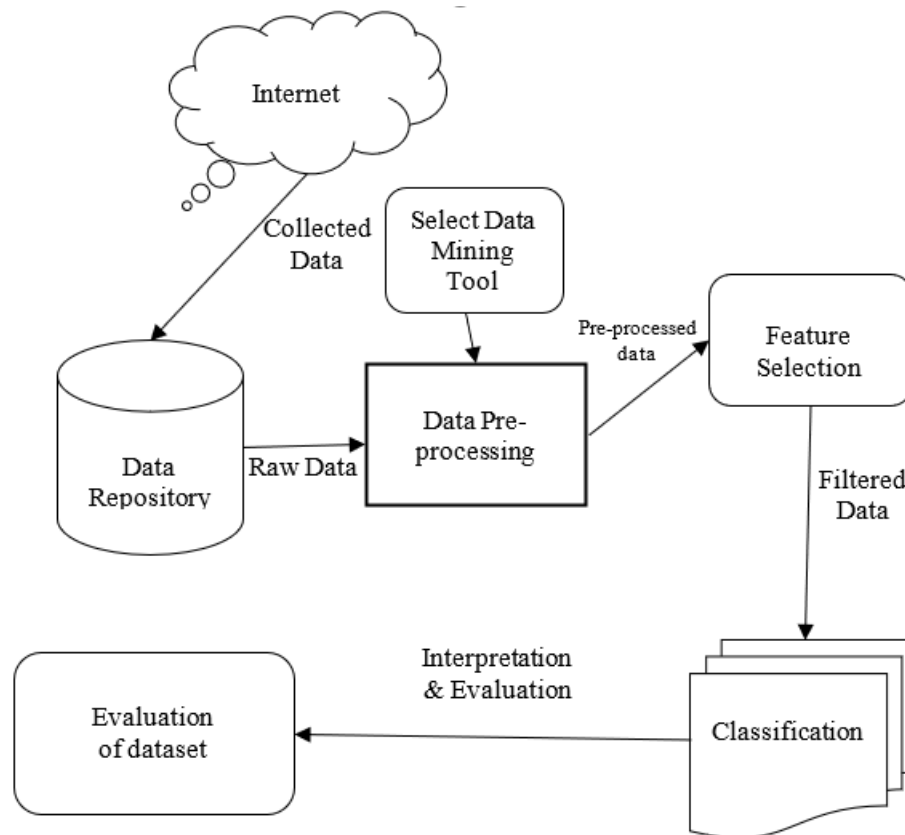 Internet
Collected
Data
Select Data
Mining
Tool
Pre-processed
data
Feature
Selection
Data Pre-
processing
Data
Repository
Raw Data
Filtered
Data
Interpretation
& Evaluation
Evaluation
of dataset
Classification